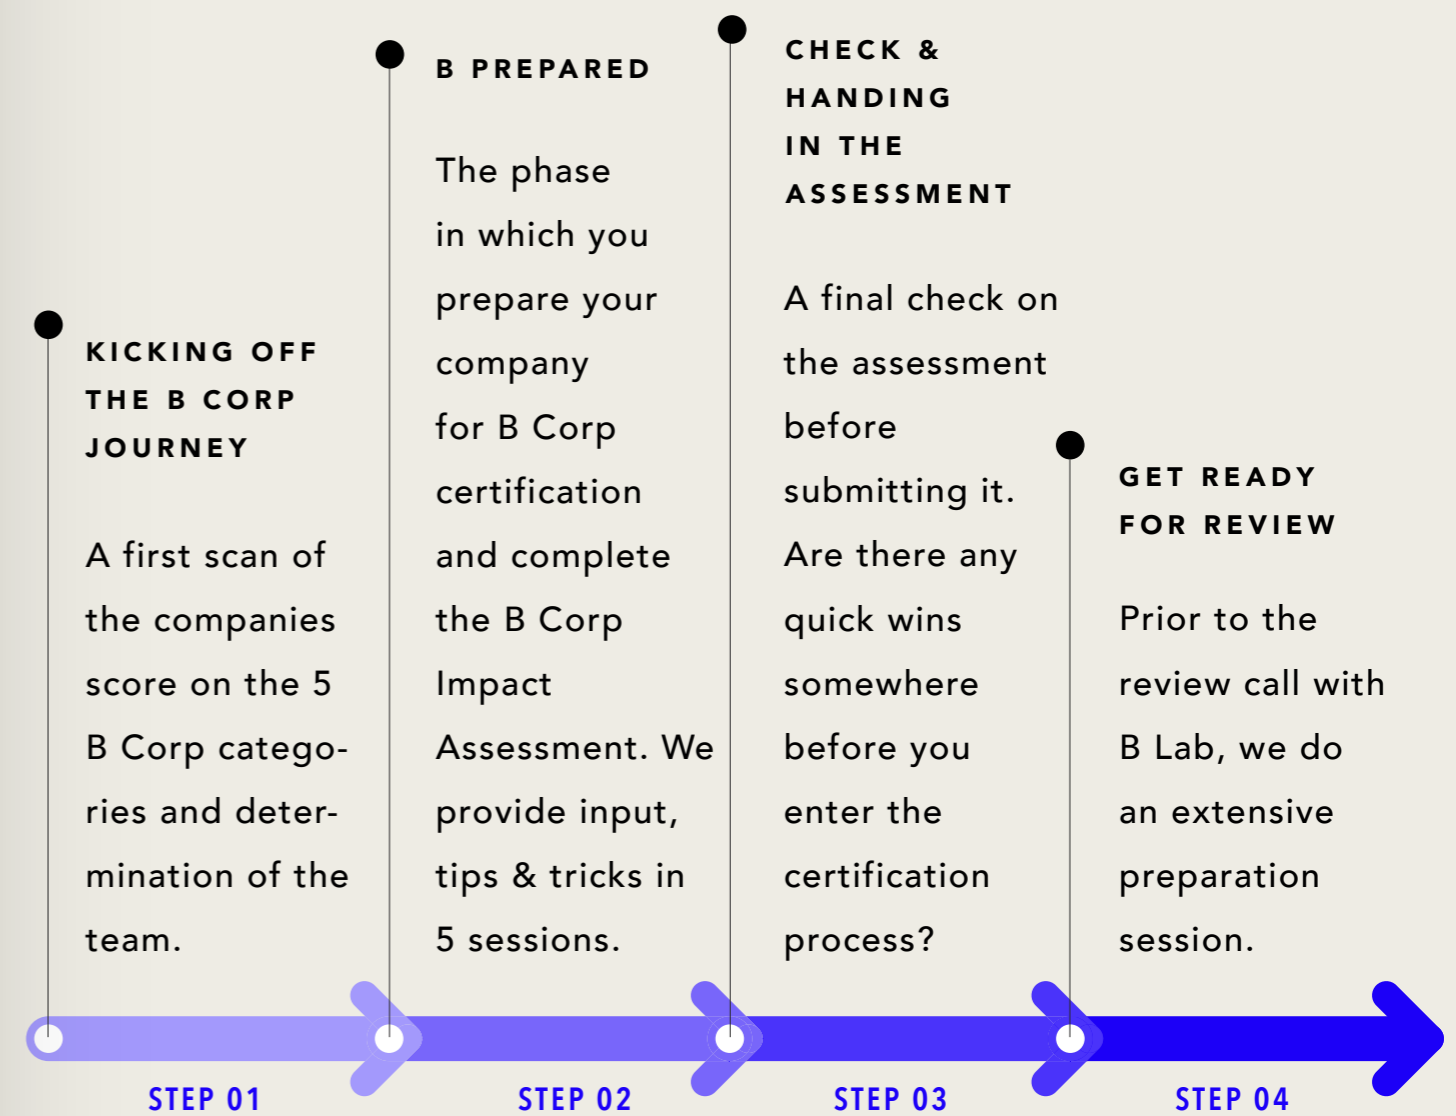 KICKING OFF
THE B CORP
JOURNEY
A first scan of
the companies
score on the 5
B Corp catego-
ries and deter-
mination of the
team.
STEP 01
B PREPARED
The phase
in which you
prepare your
company
for B Corp
certification
and complete
the B Corp
Impact
Assessment. We
provide input,
tips & tricks in
5 sessions.
STEP 02
CHECK &
HANDING
IN THE
ASSESSMENT
A final check on
the assessment
before
submitting it.
Are there any
quick wins
somewhere
before you
enter the
certification
process?
STEP 03
GET READY
FOR REVIEW
Prior to the
review call with
B Lab, we do
an extensive
preparation
session.
STEP 04